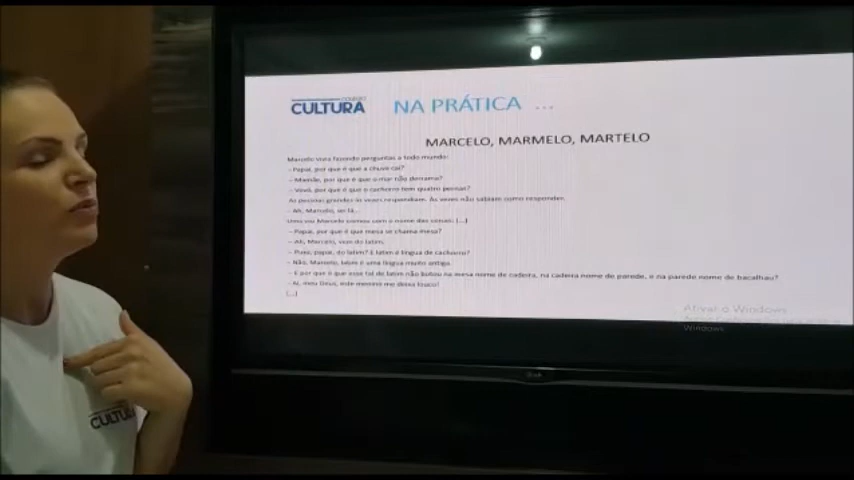 COLÉGIO
CULTURA
NA PRÁTICA ...
MARCELO, MARMELO, MARTELO
Marcelo vivia fazendo perguntas a todo mundo:
– Papai, por que é que a chuva cai?
– Mamãe, por que é que o mar não derrama?
– Vovó, por que é que o cachorro tem quatro pernas?
As pessoas grandes às vezes respondiam. Às vezes não sabiam como responder.
– Ah, Marcelo, sei lá...
Uma vez Marcelo cismou com o nome das coisas: [...]
– Papai, por que é que mesa se chama mesa?
– Ah, Marcelo, vem do latim.
– Puxa, papai, do latim? E latim é língua de cachorro?
– Não, Marcelo, latim é uma língua muito antiga.
– E por que é que esse tal de latim não botou na mesa nome de cadeira, na cadeira nome de parede, e na parede nome de bacalhau?
– Ai, meu Deus, este menino me deixa louco!
[...]
Ativar o Windows
Windows.
LG
CULTURA